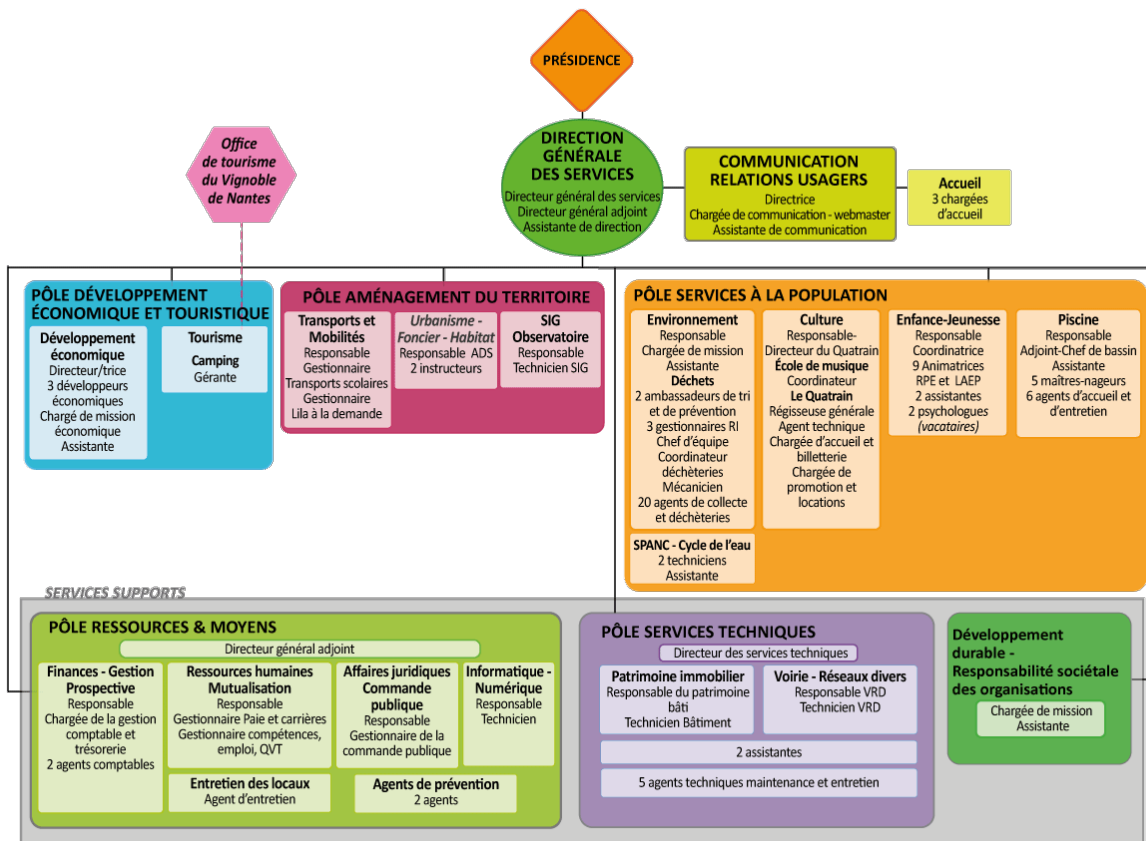 PRÉSIDENCE
Office
de tourisme
du Vignoble
de Nantes
DIRECTION
GÉNÉRALE
DES SERVICES
Directeur général des services
Directeur général adjoint
Assistante de direction
COMMUNICATION
RELATIONS USAGERS
Directrice
Chargée de communication - webmaster
Assistante de communication
Accueil
3 chargées
d'accueil
PÔLE DÉVELOPPEMENT
ÉCONOMIQUE ET TOURISTIQUE
Développement
économique
Directeur/trice
3 développeurs
économiques
Chargé de mission
économique
Assistante
Tourisme
Camping
Gérante
PÔLE AMÉNAGEMENT DU TERRITOIRE
Transports et
Mobilités
Responsable
Gestionnaire
Transports scolaires
Gestionnaire
Lila à la demande
Urbanisme -
Foncier - Habitat
Responsable ADS
2 instructeurs
SIG
Observatoire
Responsable
Technicien SIG
PÔLE SERVICES À LA POPULATION
Environnement
Responsable
Chargée de mission
Assistante
Déchets
2 ambassadeurs de tri
et de prévention
3 gestionnaires RI
Chef d'équipe
Coordinateur
déchèteries
Mécanicien
20 agents de collecte
et déchèteries
SPANC - Cycle de l'eau
2 techniciens
Assistante
Culture
Responsable-
Directeur du Quatrain
École de musique
Coordinateur
Le Quatrain
Régisseuse générale
Agent technique
Chargée d'accueil et
billetterie
Chargée de
promotion et
locations
Enfance-Jeunesse
Responsable
Coordinatrice
9 Animatrices
RPE et LAEP
2 assistantes
2 psychologues
(vacataires)
Piscine
Responsable
Adjoint-Chef de bassin
Assistante
5 maîtres-nageurs
6 agents d'accueil et
d'entretien
SERVICES SUPPORTS
PÔLE RESSOURCES & MOYENS
Directeur général adjoint
Finances - Gestion
Prospective
Responsable
Chargée de la gestion
comptable et
trésorerie
2 agents comptables
Ressources humaines
Mutualisation
Responsable
Gestionnaire Paie et carrières
Gestionnaire compétences,
emploi, QVT
Affaires juridiques
Commande
publique
Responsable
Gestionnaire de la
commande publique
Informatique -
Numérique
Responsable
Technicien
Entretien des locaux
Agent d'entretien
Agents de prévention
2 agents
PÔLE SERVICES TECHNIQUES
Directeur des services techniques
Patrimoine immobilier
Responsable du patrimoine
bâti
Technicien Bâtiment
Voirie - Réseaux divers
Responsable VRD
Technicien VRD
2 assistantes
5 agents techniques maintenance et entretien
Développement
durable -
Responsabilité sociétale
des organisations
Chargée de mission
Assistante